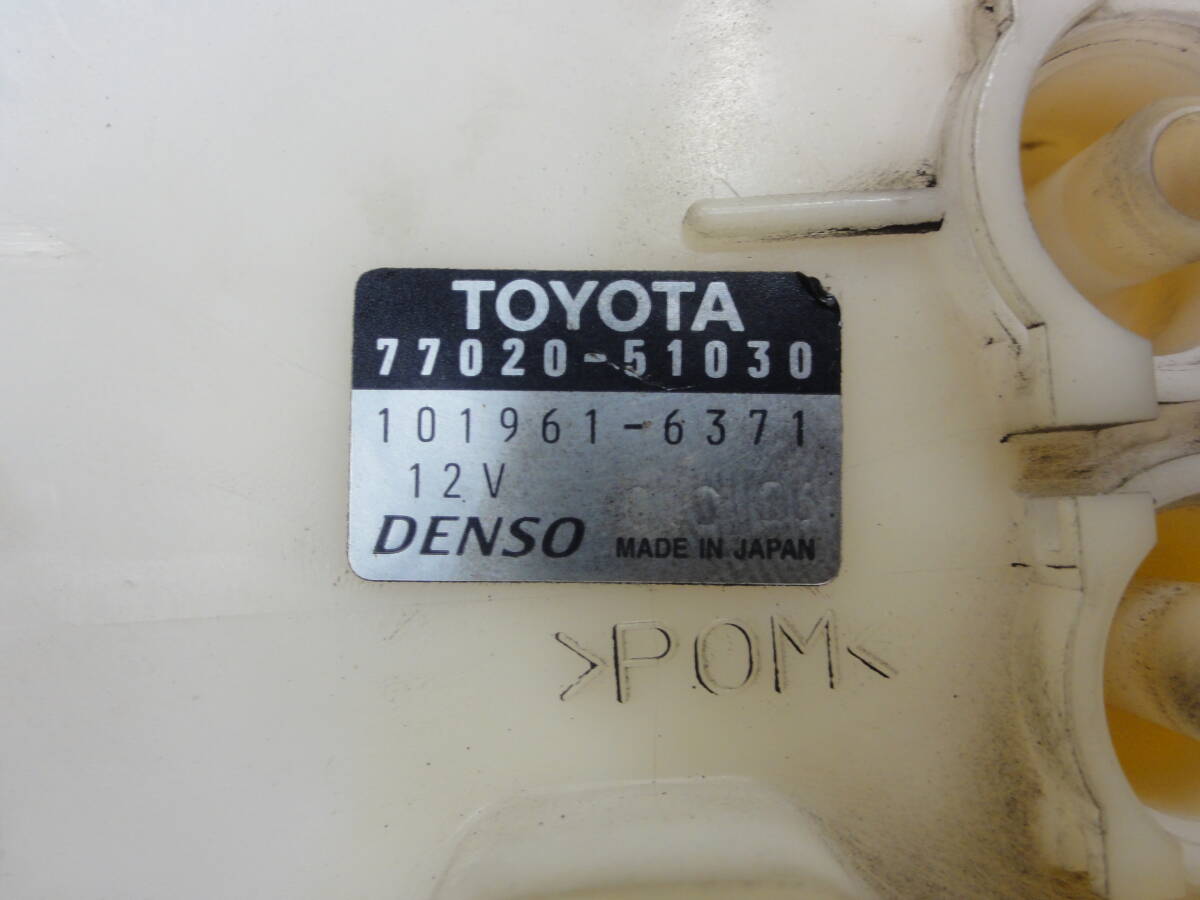 TOYOTA
77020-51030
101961-6371
12V
DENSO MADE IN JAPAN
>POM<